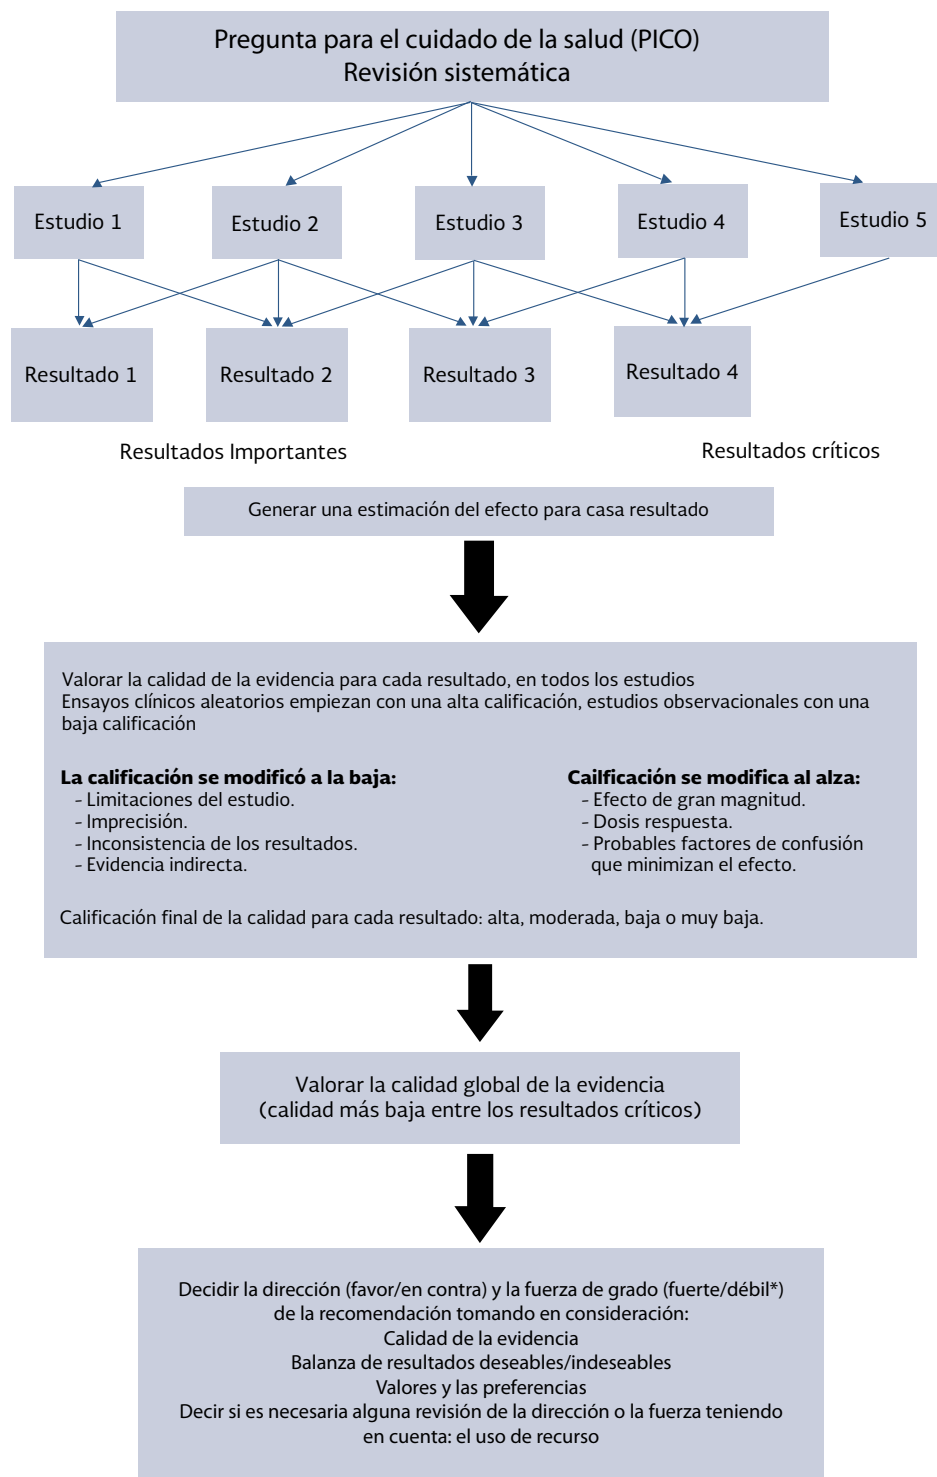 Pregunta para el cuidado de la salud (PICO)
Revisión sistemática
Estudio 1
Estudio 2
Estudio 3
Estudio 4
Estudio 5
Resultado 1
Resultado 2
Resultado 3
Resultado 4
Resultados Importantes
Resultados críticos
Generar una estimación del efecto para casa resultado
Valorar la calidad de la evidencia para cada resultado, en todos los estudios
Ensayos clínicos aleatorios empiezan con una alta calificación, estudios observacionales con una
baja calificación
La calificación se modificó a la baja:
- Limitaciones del estudio.
- Imprecisión.
- Inconsistencia de los resultados.
- Evidencia indirecta.
Cailficación se modifica al alza:
- Efecto de gran magnitud.
- Dosis respuesta.
- Probables factores de confusión
que minimizan el efecto.
Calificación final de la calidad para cada resultado: alta, moderada, baja o muy baja.
Valorar la calidad global de la evidencia
(calidad más baja entre los resultados críticos)
Decidir la dirección (favor/en contra) y la fuerza de grado (fuerte/débil*)
de la recomendación tomando en consideración:
Calidad de la evidencia
Balanza de resultados deseables/indeseables
Valores y las preferencias
Decir si es necesaria alguna revisión de la dirección o la fuerza teniendo
en cuenta: el uso de recurso